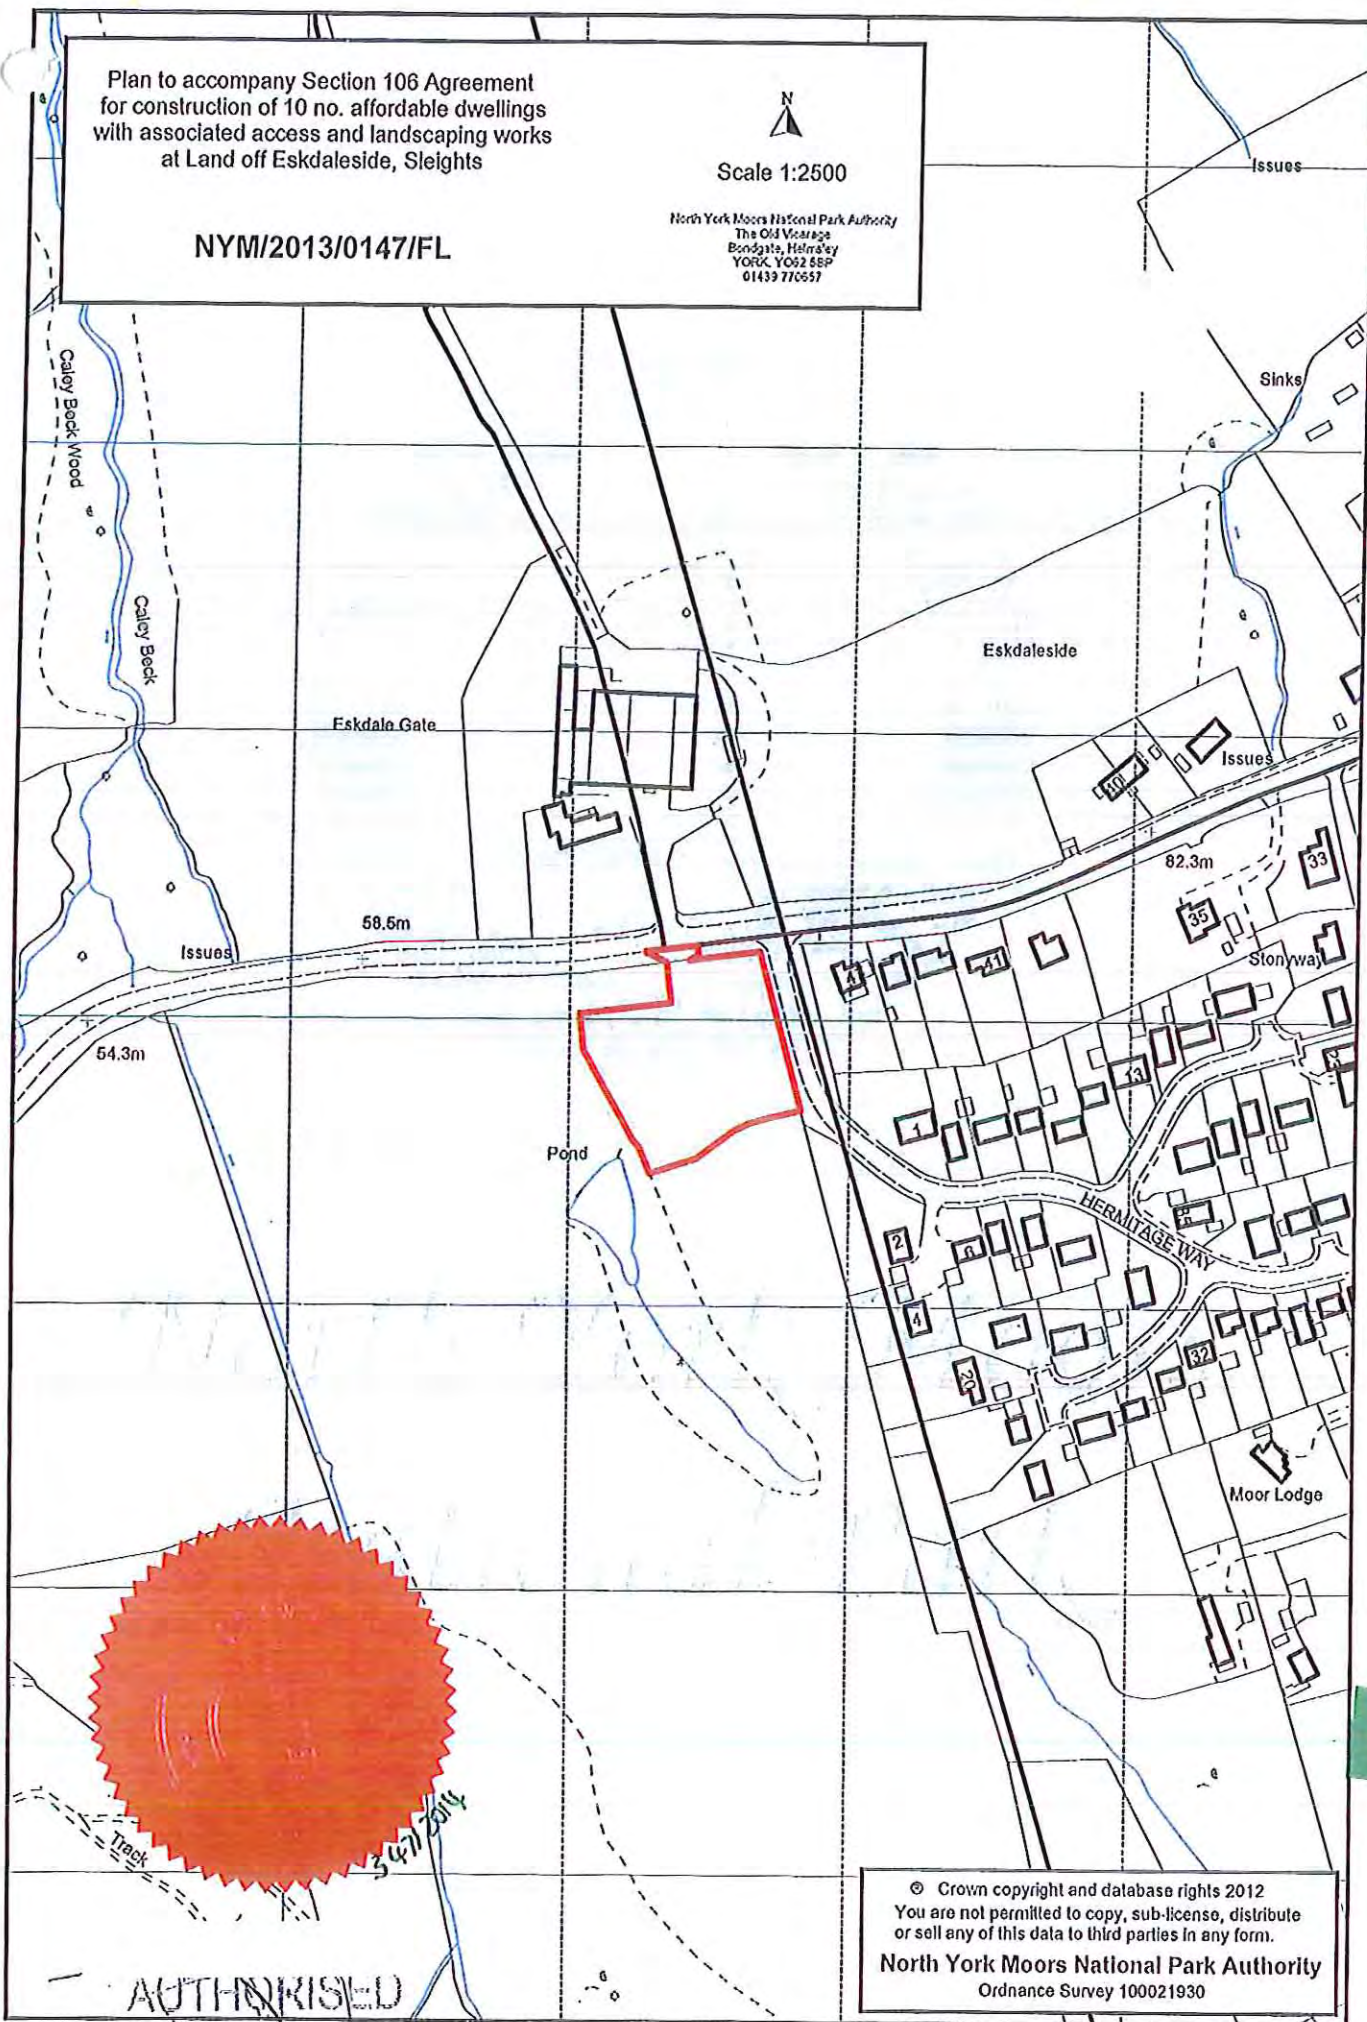 Plan to accompany Section 106 Agreement
for construction of 10 no. affordable dwellings
with associated access and landscaping works
at Land off Eskdaleside, Sleights
NYM/2013/0147/FL
N
Scale 1:2500
North York Moors National Park Authority
The Old Vicarage
Bondgate, Helmsley
YORK, YO62 5BP
01439 770657
Issues
Sinks
Caley Beck Wood
Caley Beck
Eskdaleside
Eskdale Gate
Issues
40
82.3m
33
35
58.5m
Issues
Stonyway
41
54.3m
13
1
Pond
HERMITAGE WAY
2
6
4
32
20
Moor Lodge
Track
347/2014
AUTHORISED
© Crown copyright and database rights 2012
You are not permitted to copy, sub-license, distribute
or sell any of this data to third parties in any form.
North York Moors National Park Authority
Ordnance Survey 100021930